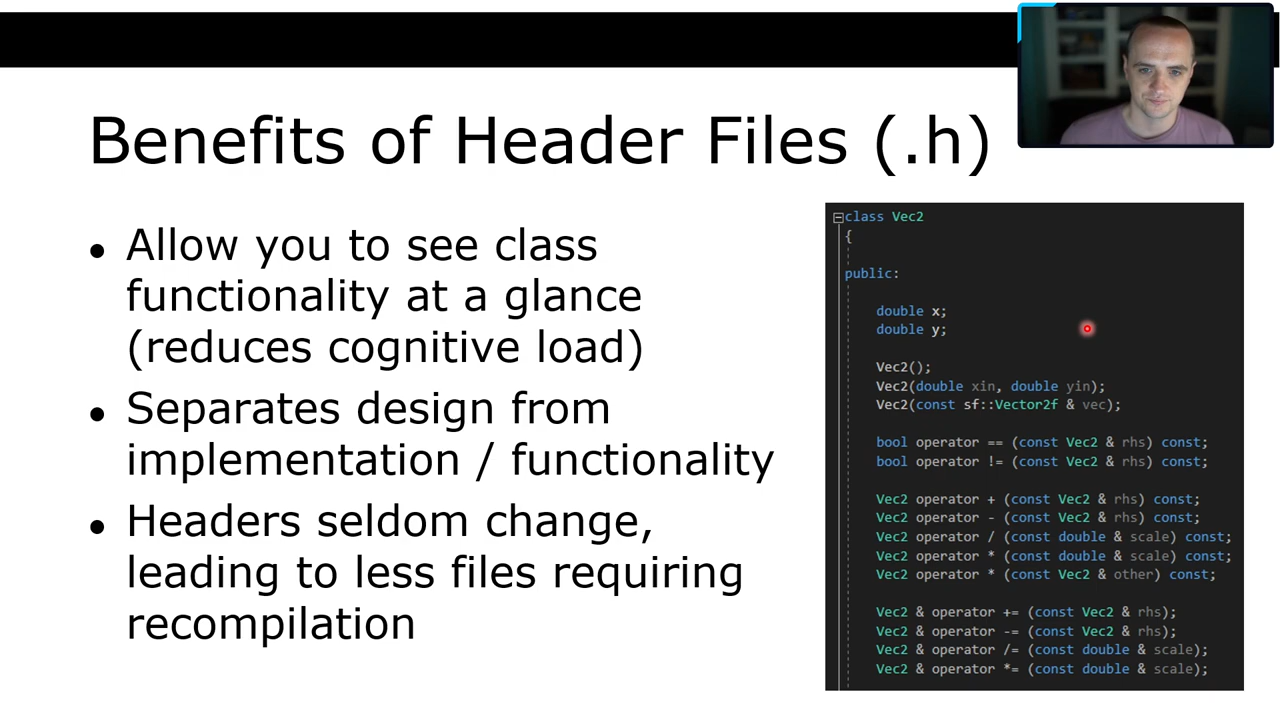 Benefits of Header Files (.h)
● Allow you to see class
functionality at a glance
(reduces cognitive load)
● Separates design from
implementation / functionality
● Headers seldom change,
leading to less files requiring
recompilation
class Vec2
{
public:
double x;
double y;
Vec2();
Vec2(double xin, double yin);
Vec2(const sf::Vector2f & vec);
bool operator == (const Vec2 & rhs) const;
bool operator != (const Vec2 & rhs) const;
Vec2 operator + (const Vec2 & rhs) const;
Vec2 operator - (const Vec2 & rhs) const;
Vec2 operator / (const double & scale) const;
Vec2 operator * (const double & scale) const;
Vec2 operator * (const Vec2 & other) const;
Vec2 & operator += (const Vec2 & rhs);
Vec2 & operator -= (const Vec2 & rhs);
Vec2 & operator /= (const double & scale);
Vec2 & operator *= (const double & scale);